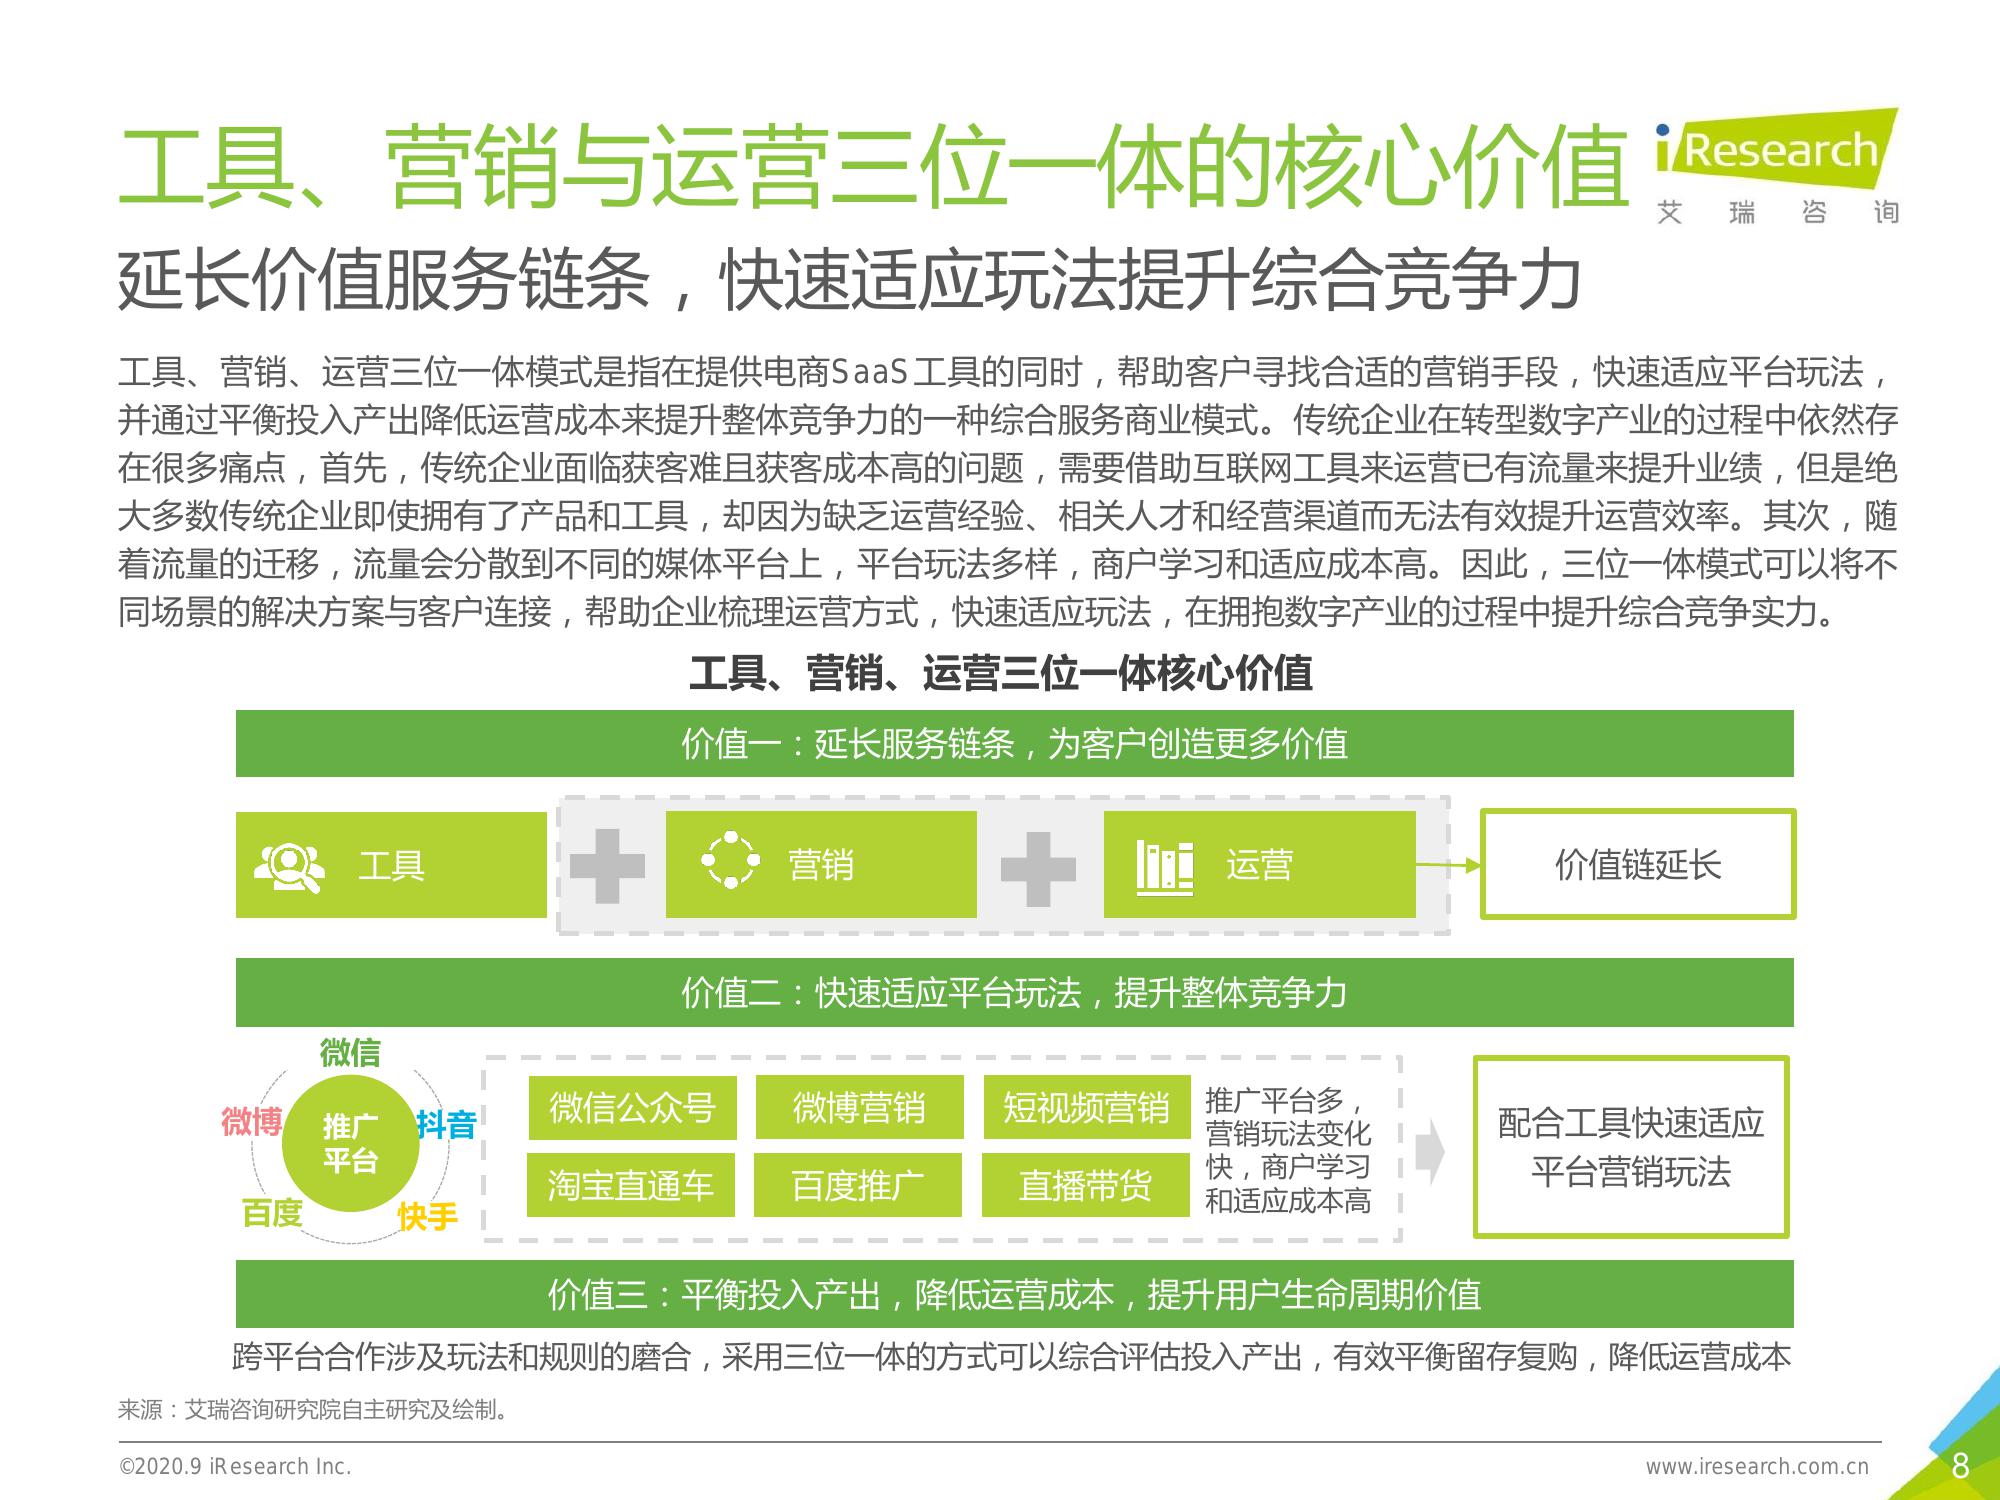 工具、营销与运营三位一体的核心价值
iResearch
艾瑞咨询
延长价值服务链条，快速适应玩法提升综合竞争力
工具、营销、运营三位一体模式是指在提供电商SaaS工具的同时，帮助客户寻找合适的营销手段，快速适应平台玩法，
并通过平衡投入产出降低运营成本来提升整体竞争力的一种综合服务商业模式。传统企业在转型数字产业的过程中依然存
在很多痛点，首先，传统企业面临获客难且获客成本高的问题，需要借助互联网工具来运营已有流量来提升业绩，但是绝
大多数传统企业即使拥有了产品和工具，却因为缺乏运营经验、相关人才和经营渠道而无法有效提升运营效率。其次，随
着流量的迁移，流量会分散到不同的媒体平台上，平台玩法多样，商户学习和适应成本高。因此，三位一体模式可以将不
同场景的解决方案与客户连接，帮助企业梳理运营方式，快速适应玩法，在拥抱数字产业的过程中提升综合竞争实力。
工具、营销、运营三位一体核心价值
价值一：延长服务链条，为客户创造更多价值
工具
营销
运营
价值链延长
价值二：快速适应平台玩法，提升整体竞争力
微信
微博
抖音
百度
快手
推广
平台
微信公众号
微博营销
短视频营销
淘宝直通车
百度推广
直播带货
推广平台多，
营销玩法变化
快，商户学习
和适应成本高
配合工具快速适应
平台营销玩法
价值三：平衡投入产出，降低运营成本，提升用户生命周期价值
跨平台合作涉及玩法和规则的磨合，采用三位一体的方式可以综合评估投入产出，有效平衡留存复购，降低运营成本
来源：艾瑞咨询研究院自主研究及绘制。
©2020.9 iResearch Inc.
www.iresearch.com.cn
8